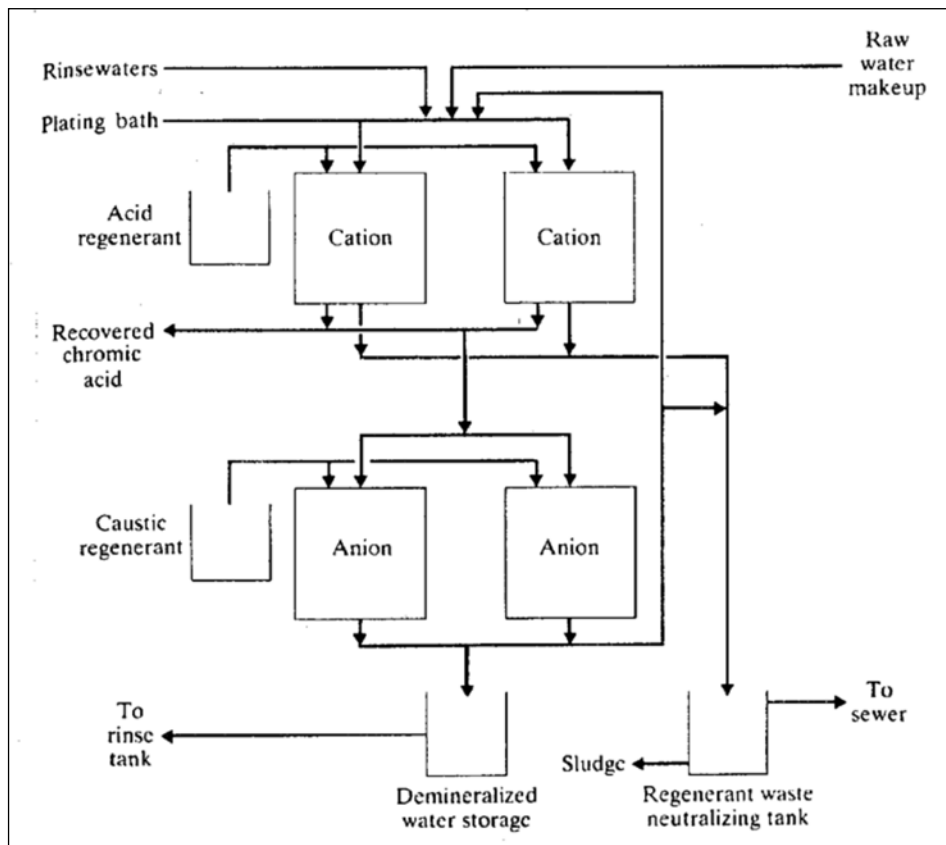 Rinsewaters
Raw
water
makeup
Plating bath
Acid
regenerant
Cation
Cation
Recovered
chromic
acid
Caustic
regenerant
Anion
Anion
To
rinse
tank
To
sewer
Sludge
Demineralized
water storage
Regenerant waste
neutralizing tank